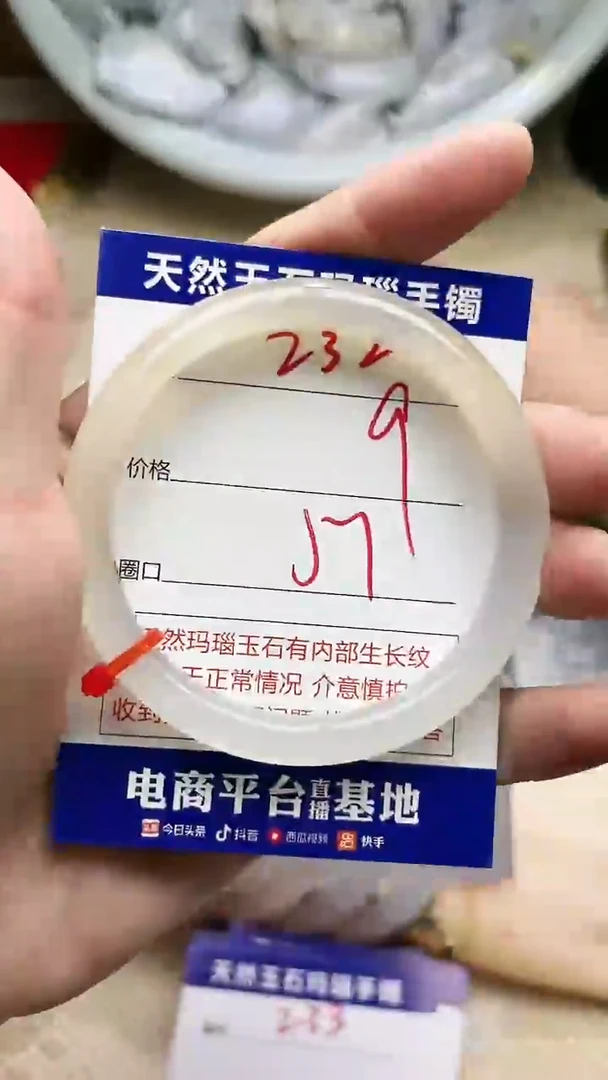 天然玉石玛瑙手镯
232
价格 9
圈口 57
然玛瑙玉石有内部生长纹
正常情况 介意慎拍
收到
电商平台直播基地
今日头条 抖音 西瓜视频 快手
天然玉石玛瑙手镯
233